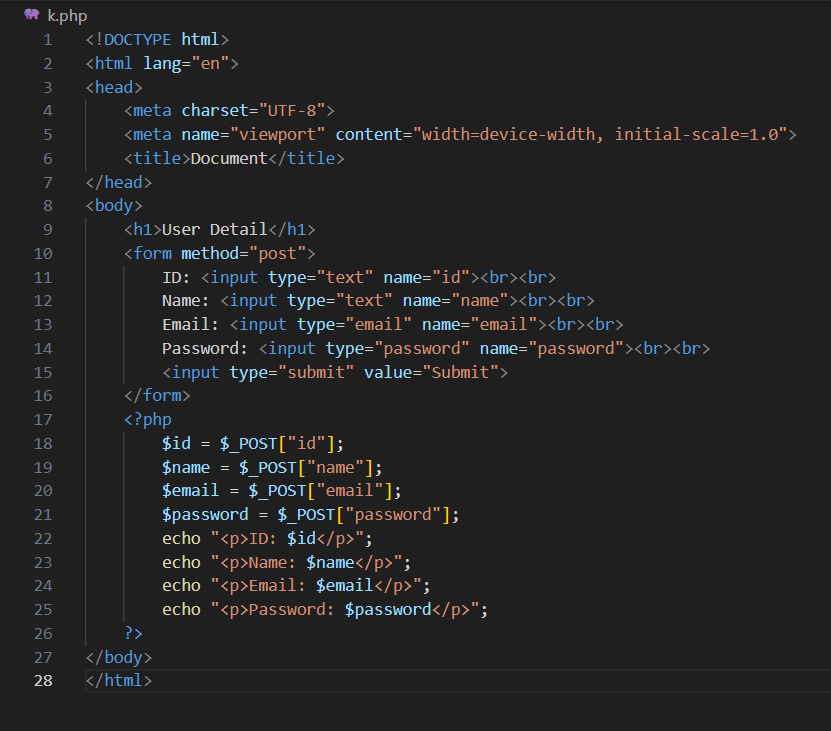 k.php
1 <!DOCTYPE html>
2 <html lang="en">
3 <head>
4     <meta charset="UTF-8">
5     <meta name="viewport" content="width=device-width, initial-scale=1.0">
6     <title>Document</title>
7 </head>
8 <body>
9     <h1>User Detail</h1>
10     <form method="post">
11         ID: <input type="text" name="id"><br><br>
12         Name: <input type="text" name="name"><br><br>
13         Email: <input type="email" name="email"><br><br>
14         Password: <input type="password" name="password"><br><br>
15         <input type="submit" value="Submit">
16     </form>
17     <?php
18         $id = $_POST["id"];
19         $name = $_POST["name"];
20         $email = $_POST["email"];
21         $password = $_POST["password"];
22         echo "<p>ID: $id</p>";
23         echo "<p>Name: $name</p>";
24         echo "<p>Email: $email</p>";
25         echo "<p>Password: $password</p>";
26     ?>
27 </body>
28 </html>